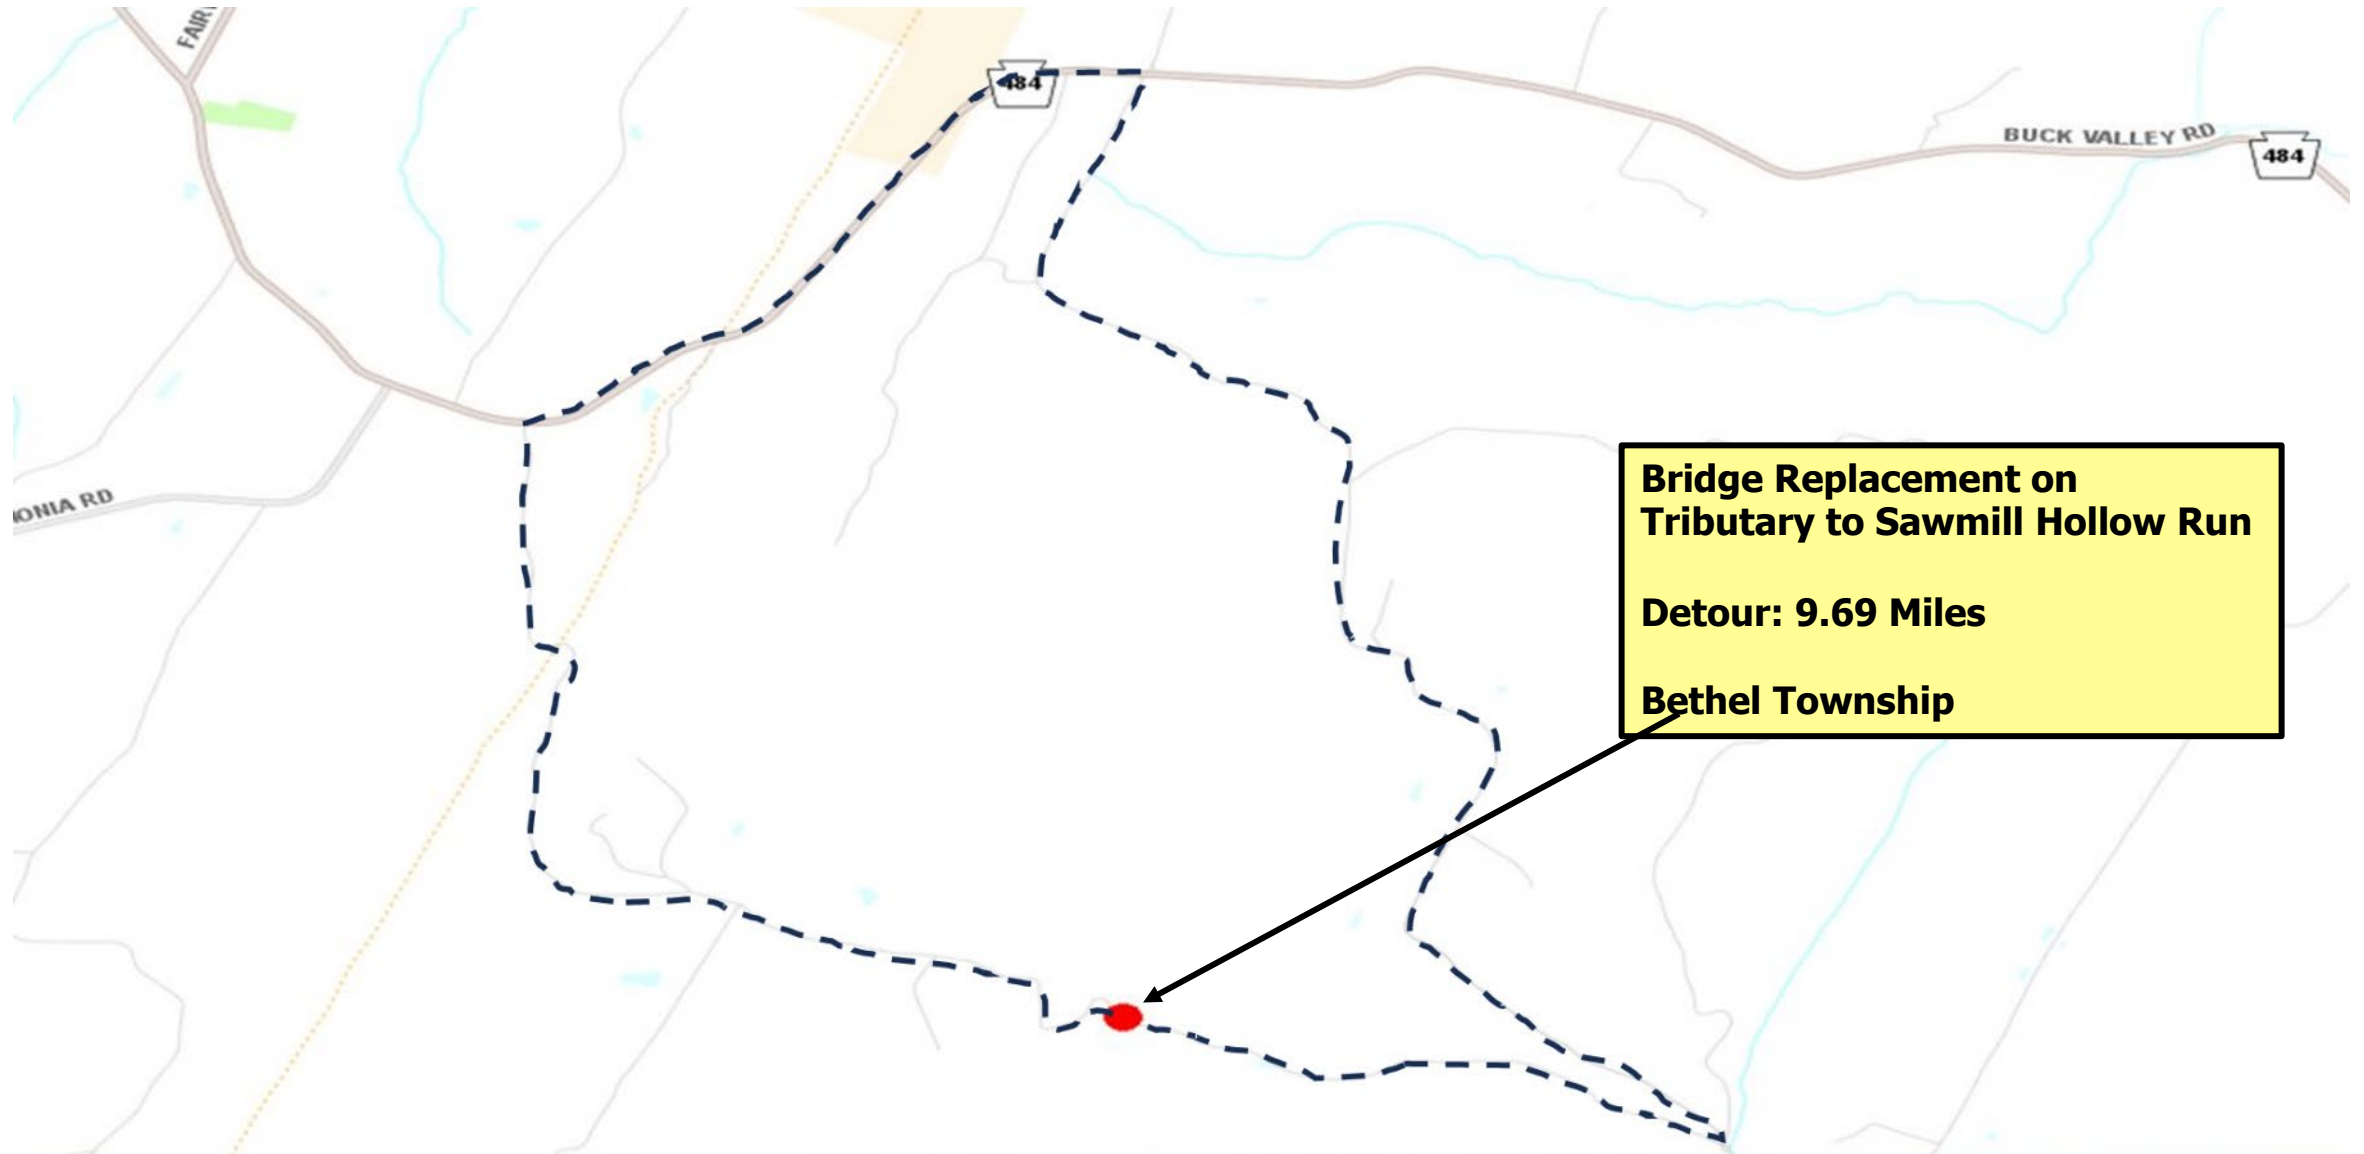 484
BUCK VALLEY RD
484
Bridge Replacement on
Tributary to Sawmill Hollow Run
Detour: 9.69 Miles
RD
Bethel Township